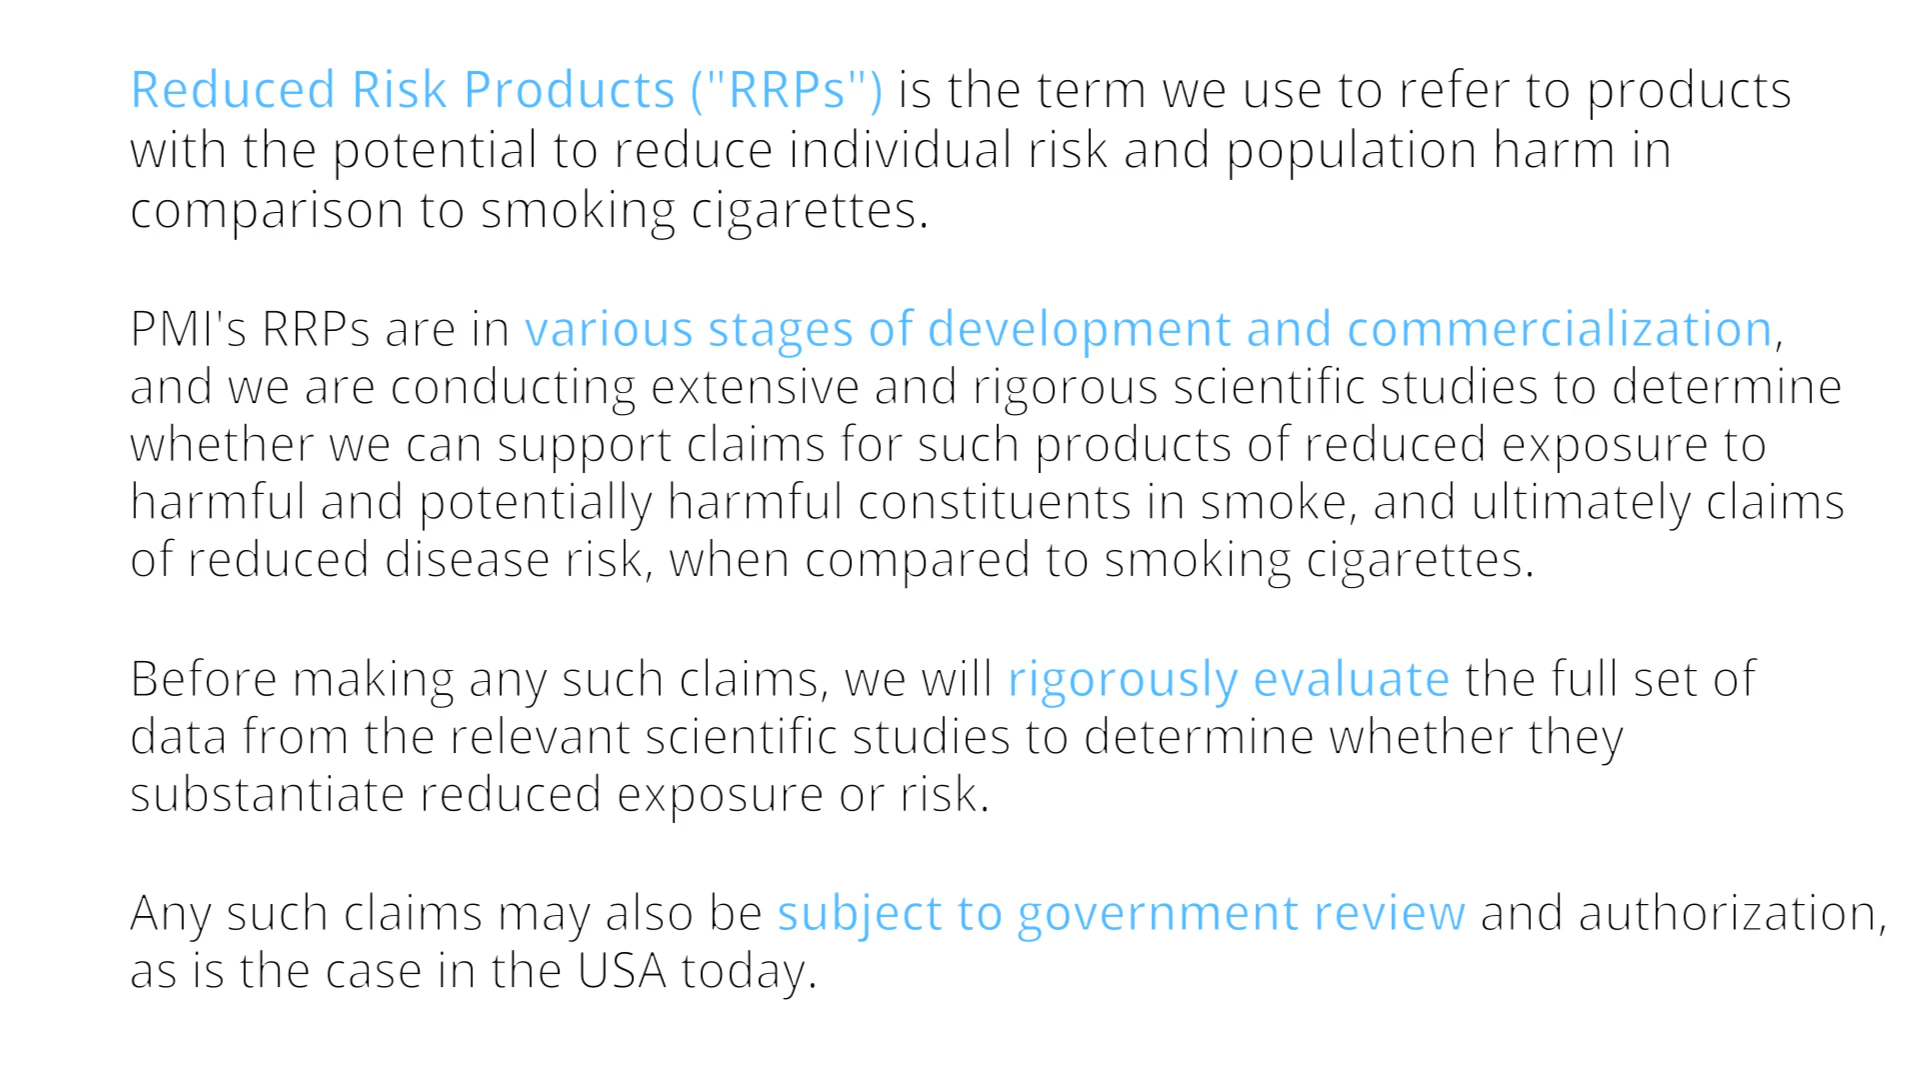 Reduced Risk Products ("RRPs") is the term we use to refer to products
with the potential to reduce individual risk and population harm in
comparison to smoking cigarettes.
PMI's RRPs are in various stages of development and commercialization,
and we are conducting extensive and rigorous scientific studies to determine
whether we can support claims for such products of reduced exposure to
harmful and potentially harmful constituents in smoke, and ultimately claims
of reduced disease risk, when compared to smoking cigarettes.
Before making any such claims, we will rigorously evaluate the full set of
data from the relevant scientific studies to determine whether they
substantiate reduced exposure or risk.
Any such claims may also be subject to government review and authorization,
as is the case in the USA today.